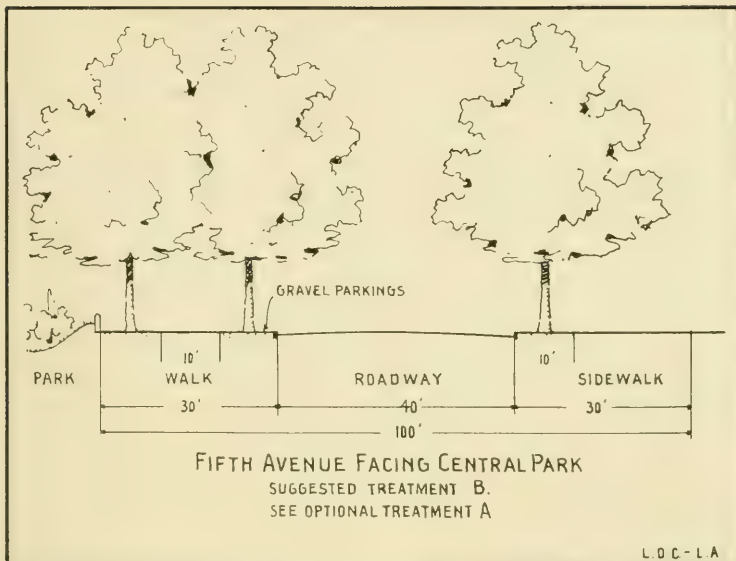 GRAVEL PARKINGS
10' 10'
PARK WALK ROADWAY SIDEWALK
30' 40' 30'
100'
FIFTH AVENUE FACING CENTRAL PARK
SUGGESTED TREATMENT B.
SEE OPTIONAL TREATMENT A
L.D C.-L.A